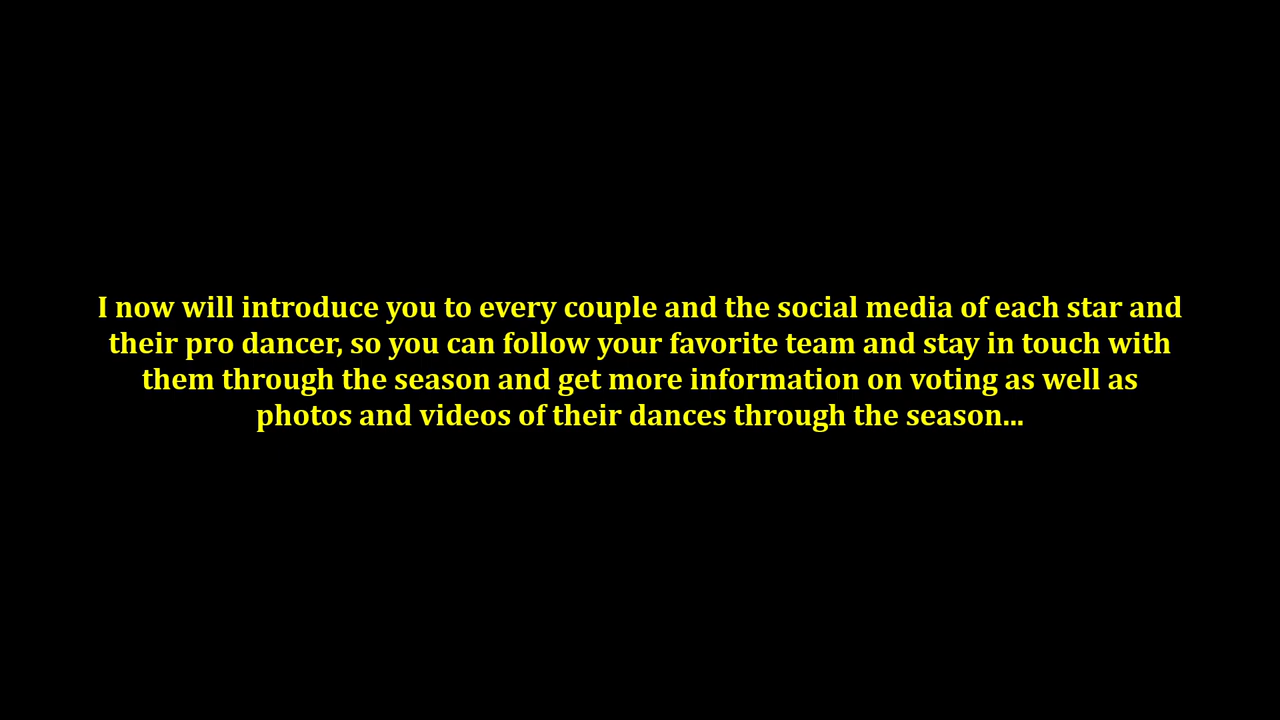 I now will introduce you to every couple and the social media of each star and
their pro dancer, so you can follow your favorite team and stay in touch with
them through the season and get more information on voting as well as
photos and videos of their dances through the season...